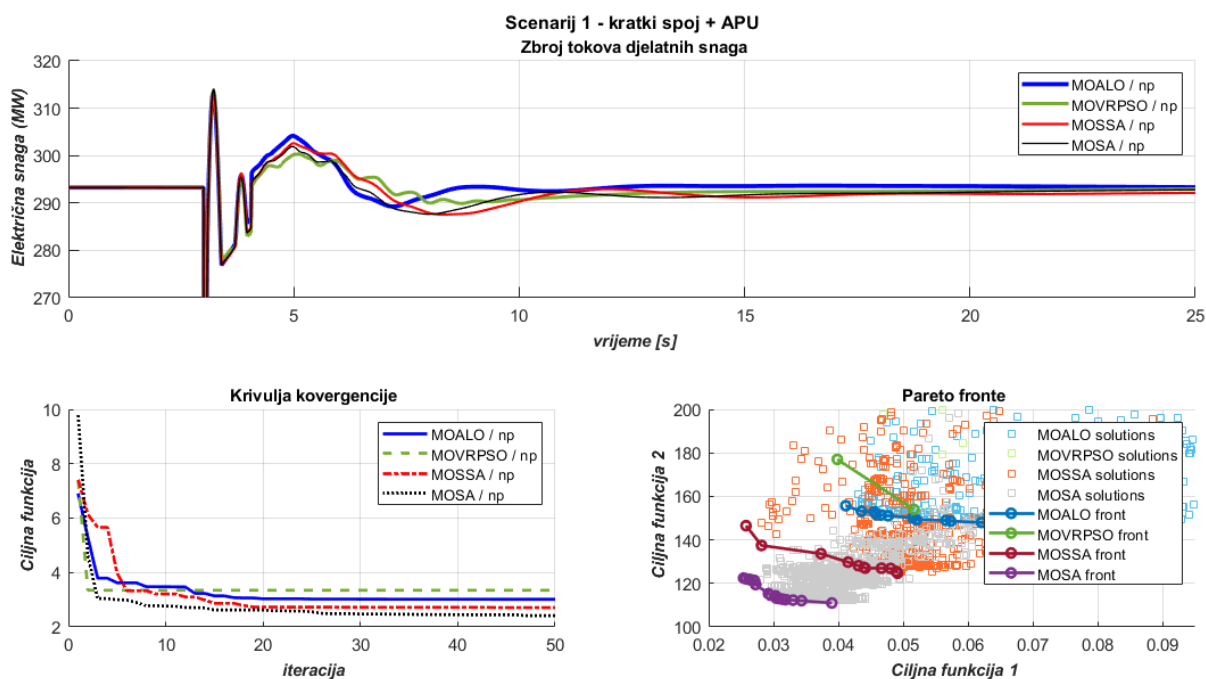 Scenarij 1 - kratki spoj + APU
Zbroj tokova djelatnih snaga
Električna snaga (MW)
320
310
300
290
280
270
0
5
10
15
20
25
vrijeme [s]
MOALO / np
MOVRPSO / np
MOSSA / np
MOSA / np
Krivulja kovergencije
Ciljna funkcija
10
8
6
4
2
0
10
20
30
40
50
iteracija
MOALO / np
MOVRPSO / np
MOSSA / np
MOSA / np
Pareto fronte
Ciljna funkcija 2
200
180
160
140
120
100
0.02
0.03
0.04
0.05
0.06
0.07
0.08
0.09
Ciljna funkcija 1
MOALO solutions
MOVRPSO solutions
MOSSA solutions
MOSA solutions
MOALO front
MOVRPSO front
MOSSA front
MOSA front